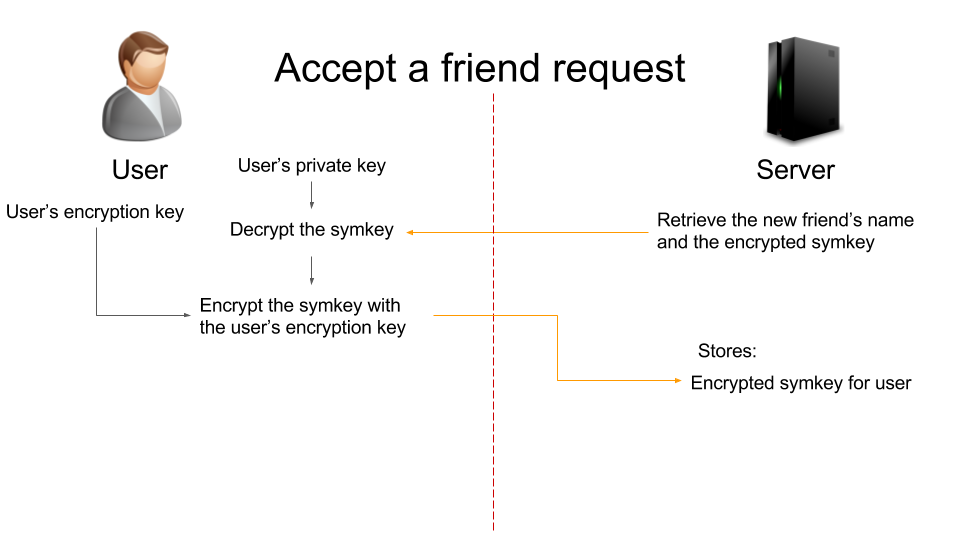 Accept a friend request
User
Server
User’s private key
User’s encryption key
Decrypt the symkey
Retrieve the new friend’s name
and the encrypted symkey
Encrypt the symkey with
the user’s encryption key
Stores:
Encrypted symkey for user